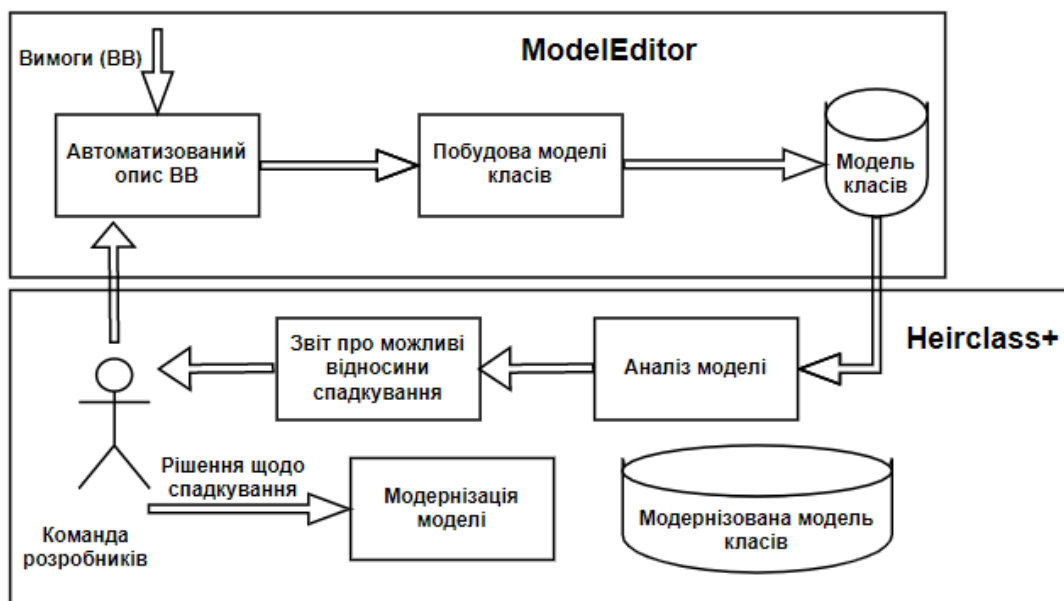 ModelEditor
Вимоги (ВВ)
Автоматизований
опис ВВ
Побудова моделі
класів
Модель
класів
Heirclass+
Звіт про можливі
відносини
спадкування
Аналіз моделі
Рішення щодо
спадкування
Модернізація
моделі
Модернізована модель
класів
Команда
розробників